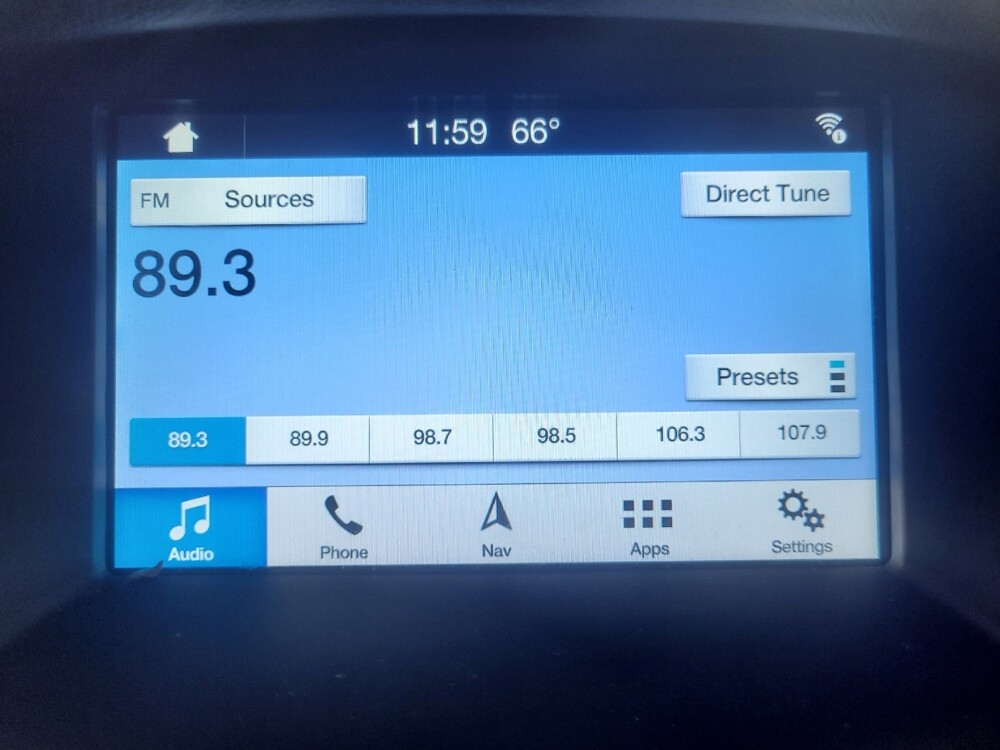 11:59 66°
FM Sources
Direct Tune
89.3
Presets
89.3 89.9 98.7 98.5 106.3 107.9
Audio Phone Nav Apps Settings